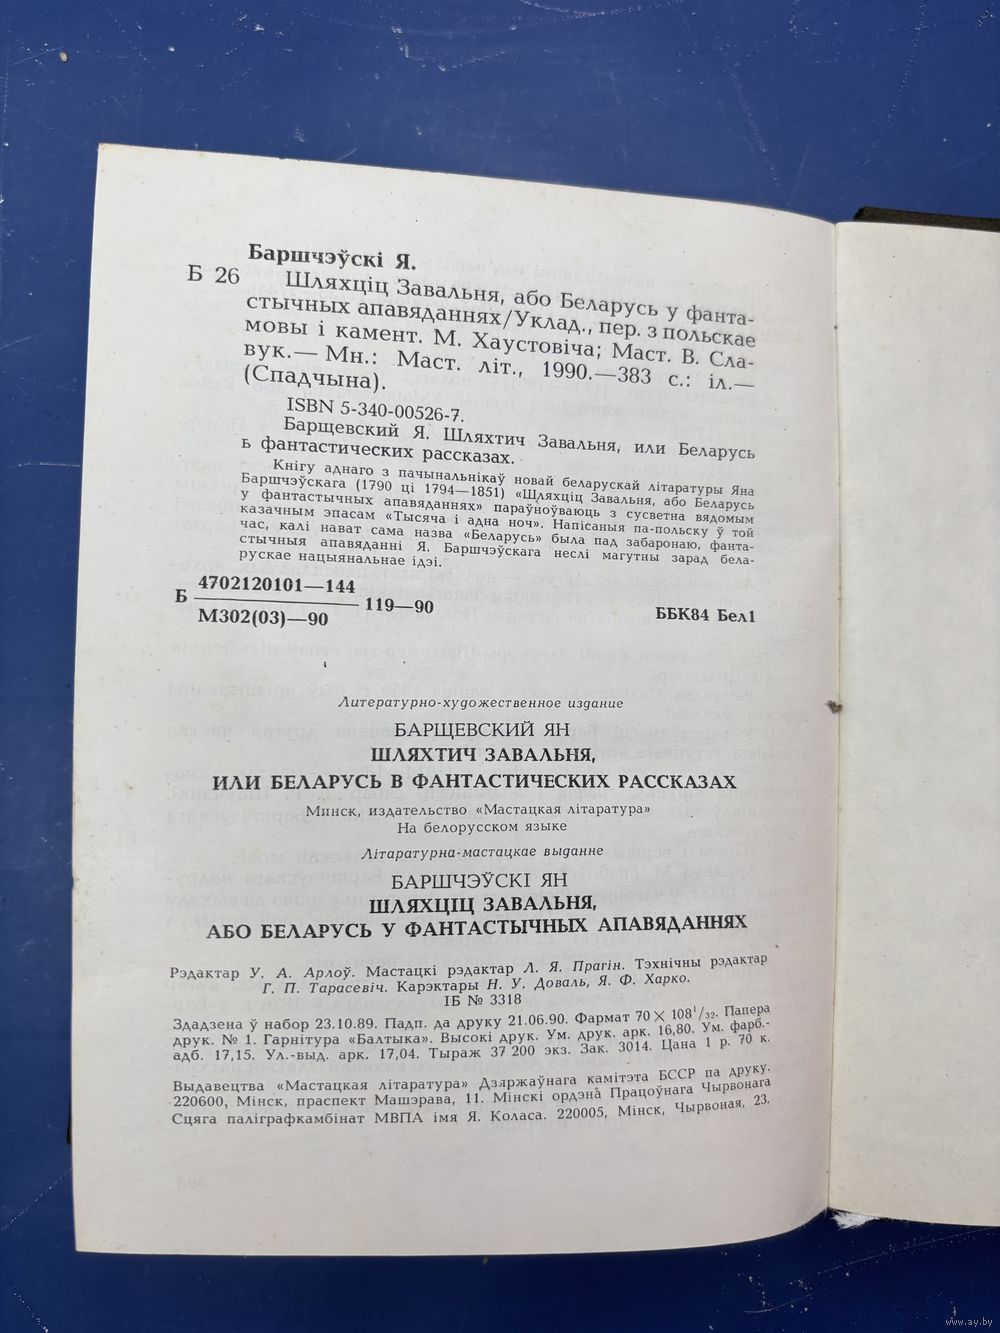 Баршчэўскі Я.
Б 26
Шляхціц Завальня, або Беларусь у фанта-
стычных апавяданнях/Уклад., пер. з польскае
мовы і камент. М. Хаустовіча; Маст. В. Сла-
вук.— Мн.: Маст. літ., 1990.—383 с.: іл.—
(Спадчына).
ISBN 5-340-00526-7.
Барщевский Я. Шляхтич Завальня, или Беларусь
ь фантастических рассказах.
Кнігу аднаго з пачынальнікаў новай беларускай літаратуры Яна
Баршчэўскага (1790 ці 1794—1851) «Шляхціц Завальня, або Беларусь
у фантастычных апавяданнях» параўноўваюць з сусветна вядомым
казачным эпасам «Тысяча і адна ноч». Напісаныя па-польску ў той
час, калі нават сама назва «Беларусь» была пад забаронаю, фанта-
стычныя апавяданні Я. Баршчэўскага неслі магутны зарад бела-
рускае нацыянальнае ідэі.
Б 4702120101—144
М302(03)—90 119—90 ББК84 Бел1
Литературно-художественное издание
БАРЩЕВСКИЙ ЯН
ШЛЯХТИЧ ЗАВАЛЬНЯ,
ИЛИ БЕЛАРУСЬ В ФАНТАСТИЧЕСКИХ РАССКАЗАХ
Минск, издательство «Мастацкая літаратура»
На белорусском языке
Літаратурна-мастацкае выданне
БАРШЧЭЎСКІ ЯН
ШЛЯХЦІЦ ЗАВАЛЬНЯ,
АБО БЕЛАРУСЬ У ФАНТАСТЫЧНЫХ АПАВЯДАННЯХ
Рэдактар У. А. Арлоў. Мастацкі рэдактар Л. Я. Прагін. Тэхнічны рэдактар
Г. П. Тарасевіч. Карэктары Н. У. Доваль, Я. Ф. Харко.
ІБ № 3318
Здадзена ў набор 23.10.89. Падп. да друку 21.06.90. Фармат 70×108¹/₃₂. Папера
друк. № 1. Гарнітура «Балтыка». Высокі друк. Ум. друк. арк. 16,80. Ум. фарб.-
адб. 17,15. Ул.-выд. арк. 17,04. Тыраж 37 200 экз. Зак. 3014. Цана 1 р. 70 к.
Выдавецтва «Мастацкая літаратура» Дзяржаўнага камітэта БССР па друку.
220600, Мінск, праспект Машэрава, 11. Мінскі ордэна Працоўнага Чырвонага
Сцяга паліграфкамбінат МВПА імя Я. Коласа. 220005, Мінск, Чырвоная, 23.
www.ay.by